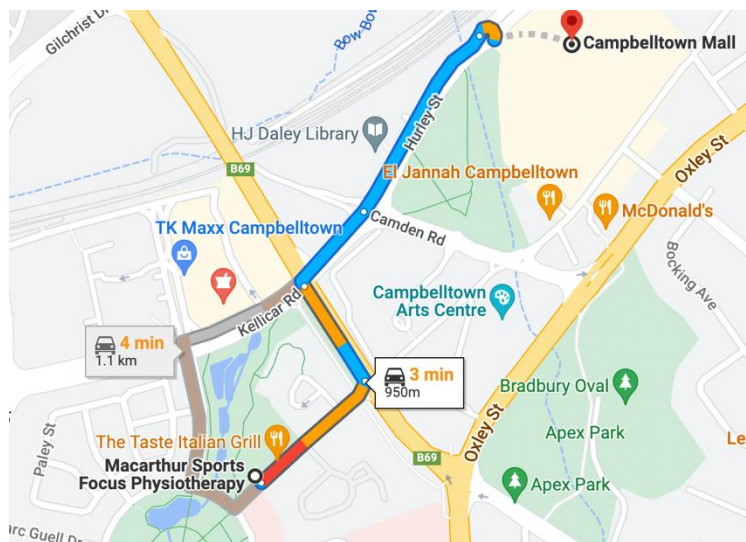 Gilchrist Dr
Bow Bow
Campbelltown Mall
HJ Daley Library
Hurley St
B69
El Jannah Campbelltown
Oxley St
McDonald's
TK Maxx Campbelltown
Camden Rd
Bocking Ave
Kellicar Rd
Campbelltown
Arts Centre
4 min
1.1 km
3 min
950m
Bradbury Oval
Oxley St
Paley St
The Taste Italian Grill
Apex Park
Le
Macarthur Sports
Focus Physiotherapy
B69
Apex Park
arc Guell D